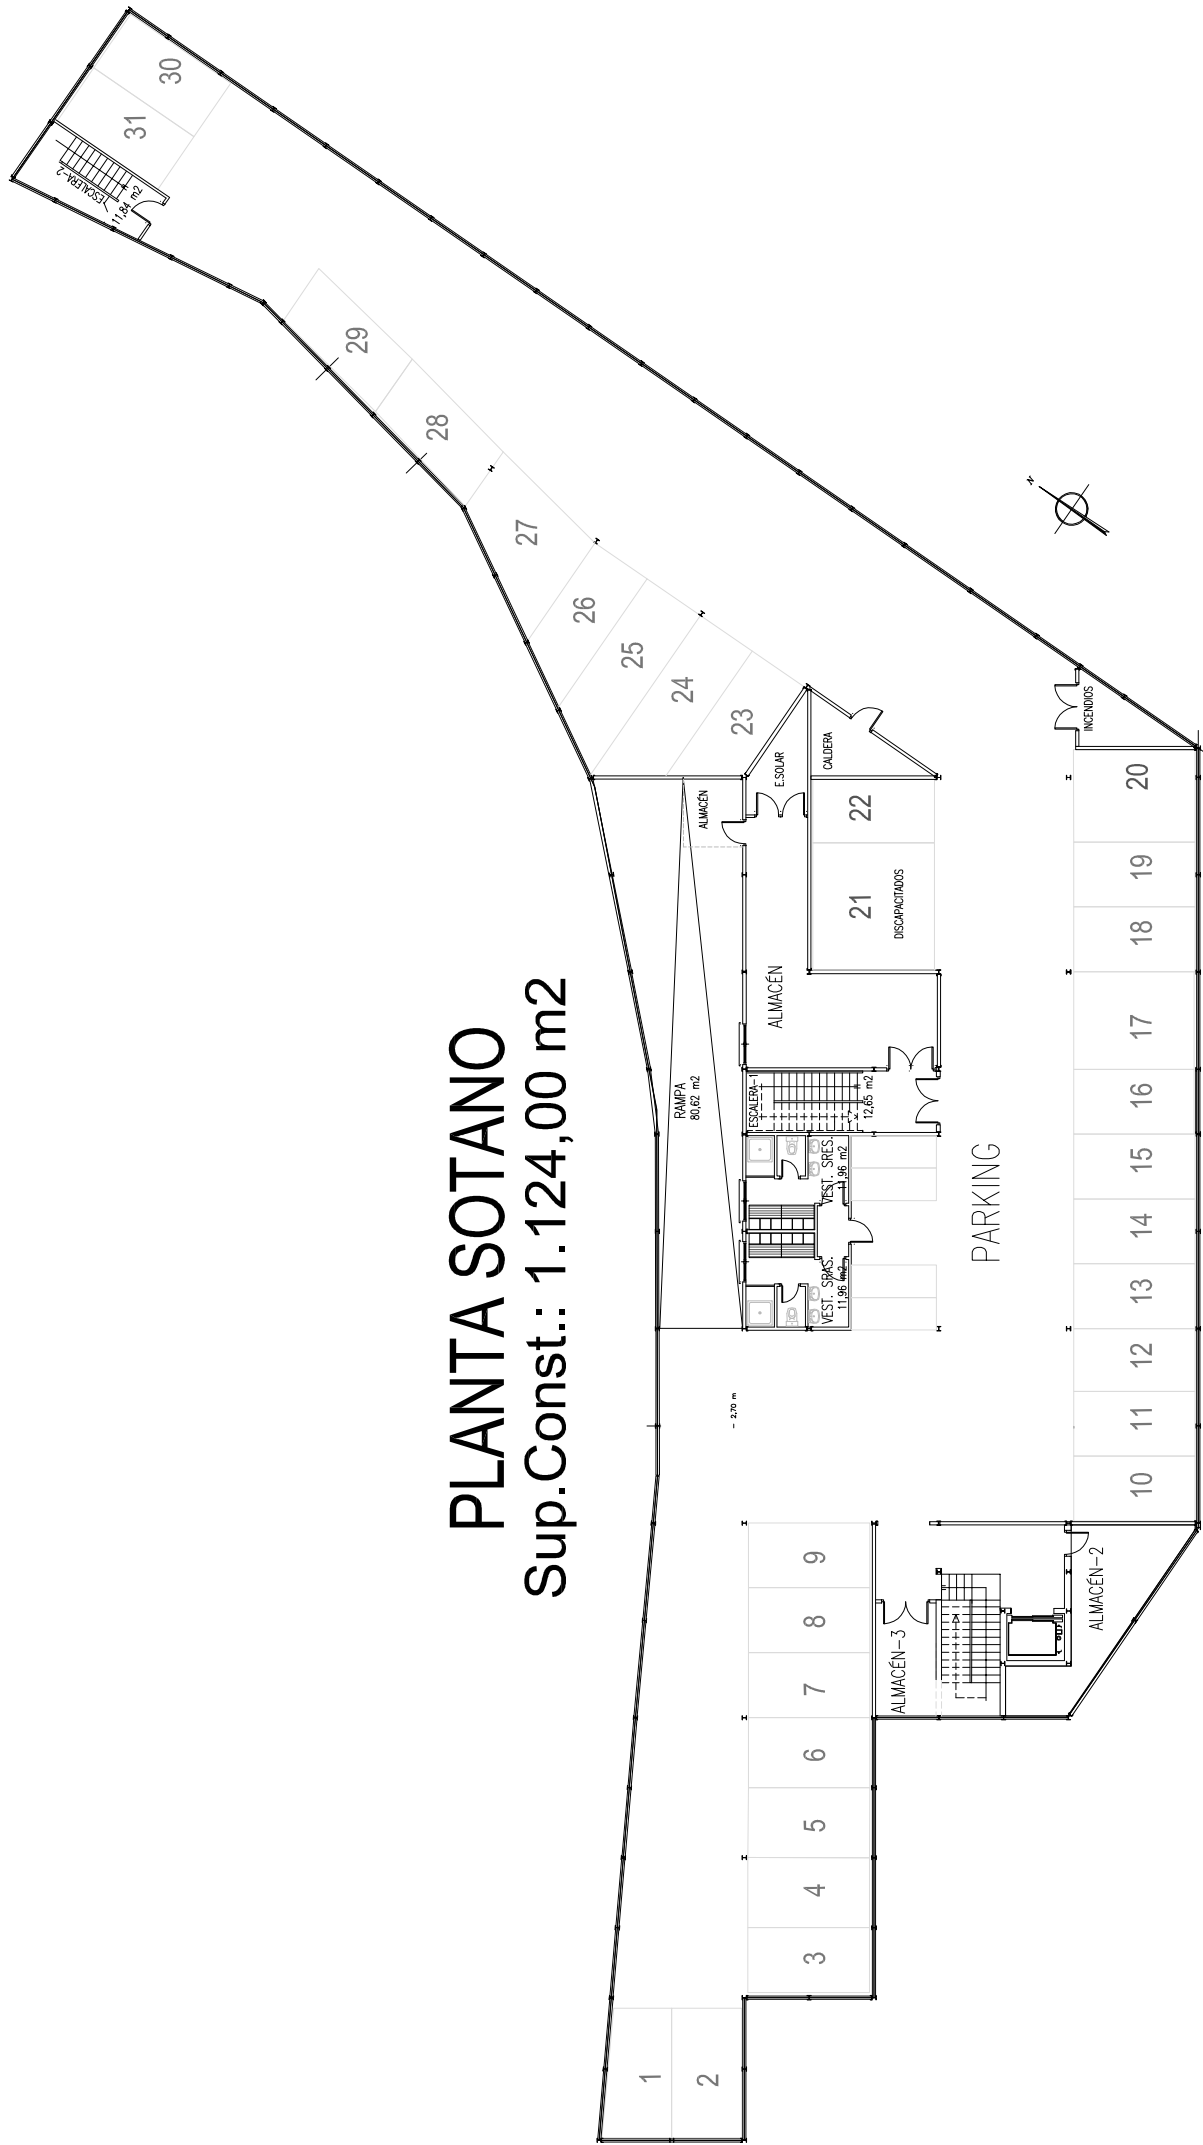 PLANTA SOTANO
Sup.Const.: 1.124,00 m2
30
31
ESCALERA-2
11,84 m2
29
28
27
26
25
24
23
N
E.SOLAR
CALDERA
INCENDIOS
ALMACÉN
22
21
DISCAPACITADOS
20
19
18
17
16
15
14
13
12
11
10
ALMACÉN
RAMPA
80,62 m2
ESCALERA-1
12,65 m2
VEST. SRES.
11,96 m2
VEST. SRAS.
11,96 m2
PARKING
- 2,70 m
9
8
7
6
5
4
3
ALMACÉN-3
ALMACÉN-2
1
2